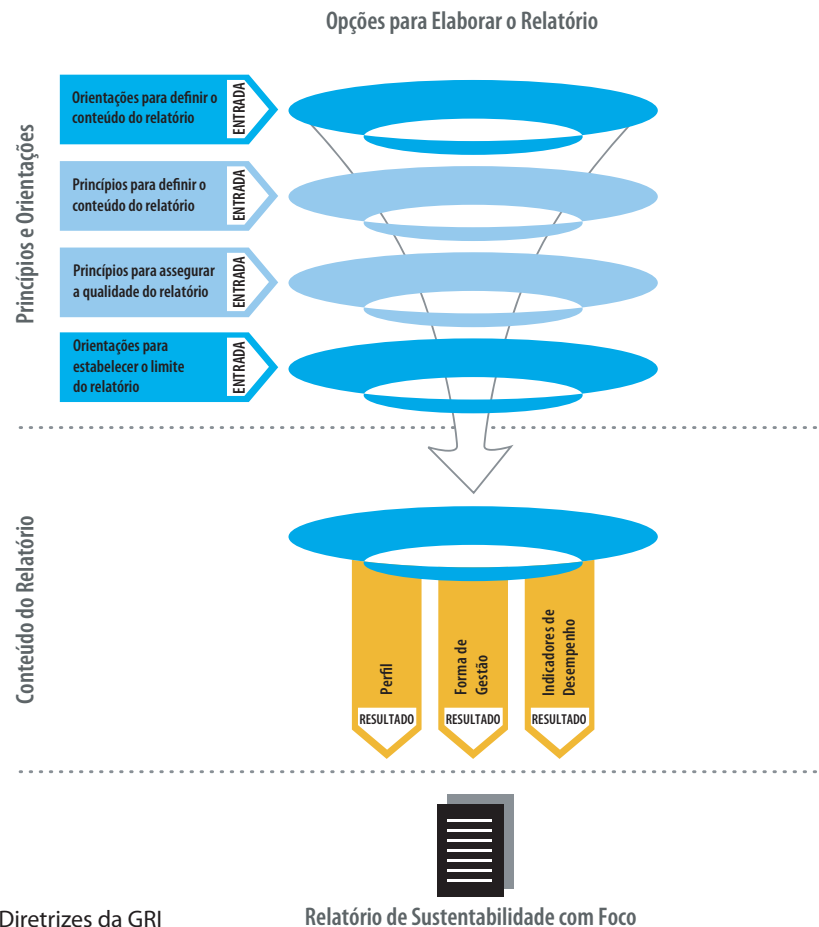 Opções para Elaborar o Relatório
Princípios e Orientações
Orientações para definir o
conteúdo do relatório
ENTRADA
Princípios para definir o
conteúdo do relatório
ENTRADA
Princípios para assegurar
a qualidade do relatório
ENTRADA
Orientações para
estabelecer o limite
do relatório
ENTRADA
Conteúdo do Relatório
Perfil
RESULTADO
Forma de
Gestão
RESULTADO
Indicadores de
Desempenho
RESULTADO
Diretrizes da GRI
Relatório de Sustentabilidade com Foco